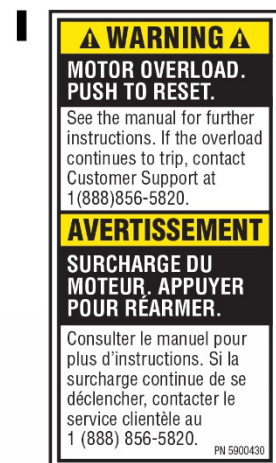 ⚠ WARNING ⚠
MOTOR OVERLOAD.
PUSH TO RESET.
See the manual for further
instructions. If the overload
continues to trip, contact
Customer Support at
1(888)856-5820.
AVERTISSEMENT
SURCHARGE DU
MOTEUR. APPUYER
POUR RÉARMER.
Consulter le manuel pour
plus d'instructions. Si la
surcharge continue de se
déclencher, contacter le
service clientèle au
1 (888) 856-5820.
PN 5900430